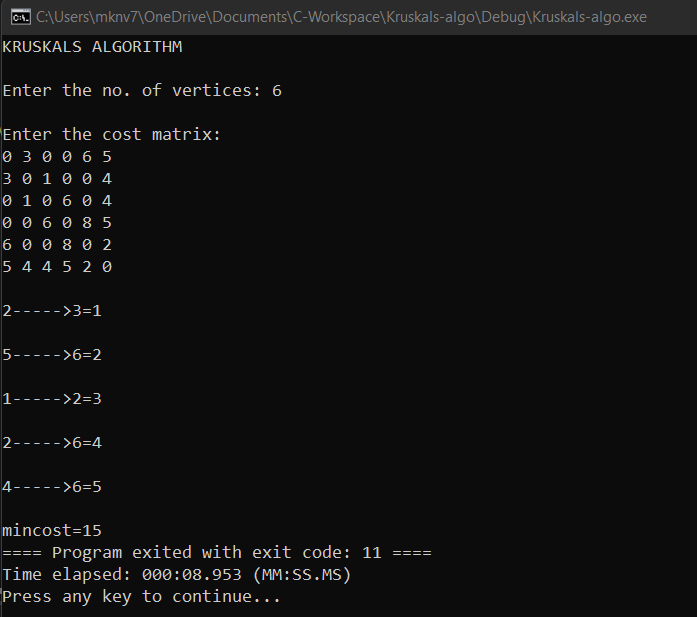 C:\Users\mknv7\OneDrive\Documents\C-Workspace\Kruskals-algo\Debug\Kruskals-algo.exe
KRUSKALS ALGORITHM
Enter the no. of vertices: 6
Enter the cost matrix:
0 3 0 0 6 5
3 0 1 0 0 4
0 1 0 6 0 4
0 0 6 0 8 5
6 0 0 8 0 2
5 4 4 5 2 0
2----->3=1
5----->6=2
1----->2=3
2----->6=4
4----->6=5
mincost=15
==== Program exited with exit code: 11 ====
Time elapsed: 000:08.953 (MM:SS.MS)
Press any key to continue...